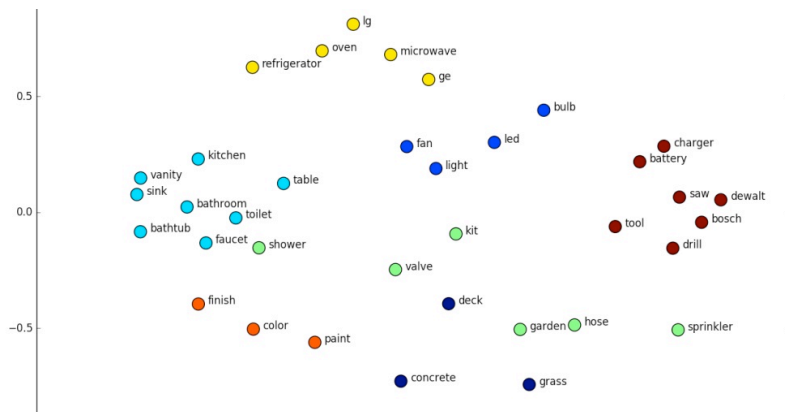 lg
oven
microwave
refrigerator
ge
0.5
bulb
fan
led
charger
kitchen
battery
light
vanity
table
sink
saw
dewalt
bathroom
0.0
toilet
bosch
bathtub
tool
faucet
kit
shower
drill
valve
finish
deck
−0.5
color
garden
hose
sprinkler
paint
concrete
grass